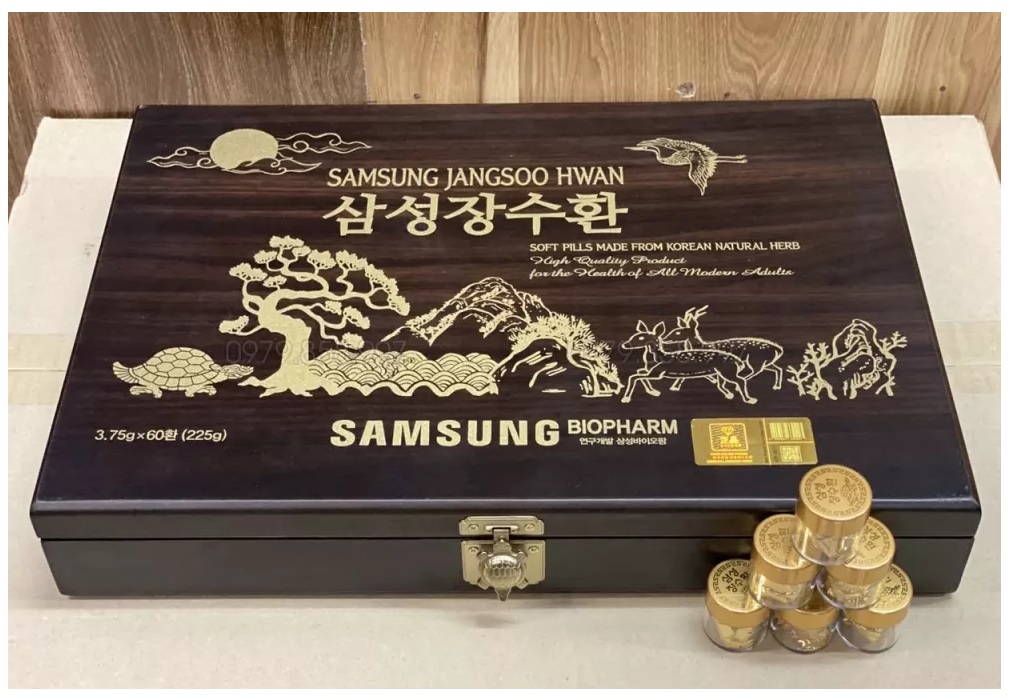 SAMSUNG JANGSOO HWAN
삼성장수환
SOFT PILLS MADE FROM KOREAN NATURAL HERB
High Quality Product
for the Health of All Modern Adults
3.75g×60환 (225g)
SAMSUNG BIOPHARM
연구개발 삼성바이오팜